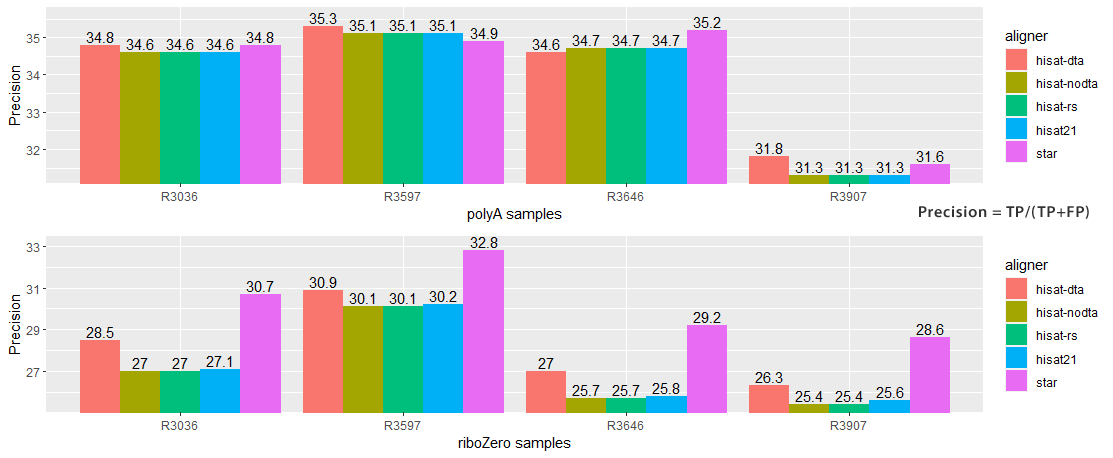 35.3
35.1 35.1 35.1
35.2
34.8 34.6 34.6 34.6 34.8
34.9
34.6 34.7 34.7 34.7
31.8 31.3 31.3 31.3 31.6
35
34
33
32
Precision
R3036 R3597 R3646 R3907
polyA samples
aligner
hisat-dta
hisat-nodta
hisat-rs
hisat21
star
Precision = TP/(TP+FP)
28.5 27 27 27.1 30.7
30.9 30.1 30.1 30.2 32.8
27 25.7 25.7 25.8 29.2
26.3 25.4 25.4 25.6 28.6
33
31
29
27
Precision
R3036 R3597 R3646 R3907
riboZero samples
aligner
hisat-dta
hisat-nodta
hisat-rs
hisat21
star